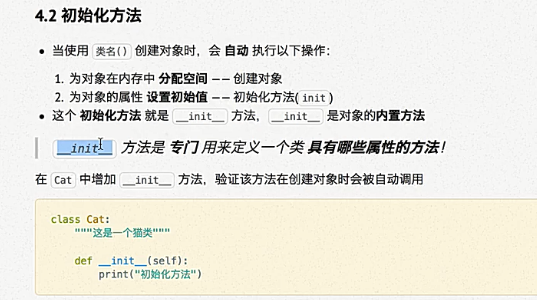 4.2 初始化方法
• 当使用 类名() 创建对象时，会 自动 执行以下操作：
1. 为对象在内存中 分配空间 —— 创建对象
2. 为对象的属性 设置初始值 —— 初始化方法( init )
• 这个 初始化方法 就是 __init__ 方法， __init__ 是对象的内置方法
__init__ 方法是 专门 用来定义一个类 具有哪些属性的方法！
在 Cat 中增加 __init__ 方法，验证该方法在创建对象时会被自动调用
class Cat:
    """这是一个猫类"""
    def __init__(self):
        print("初始化方法")